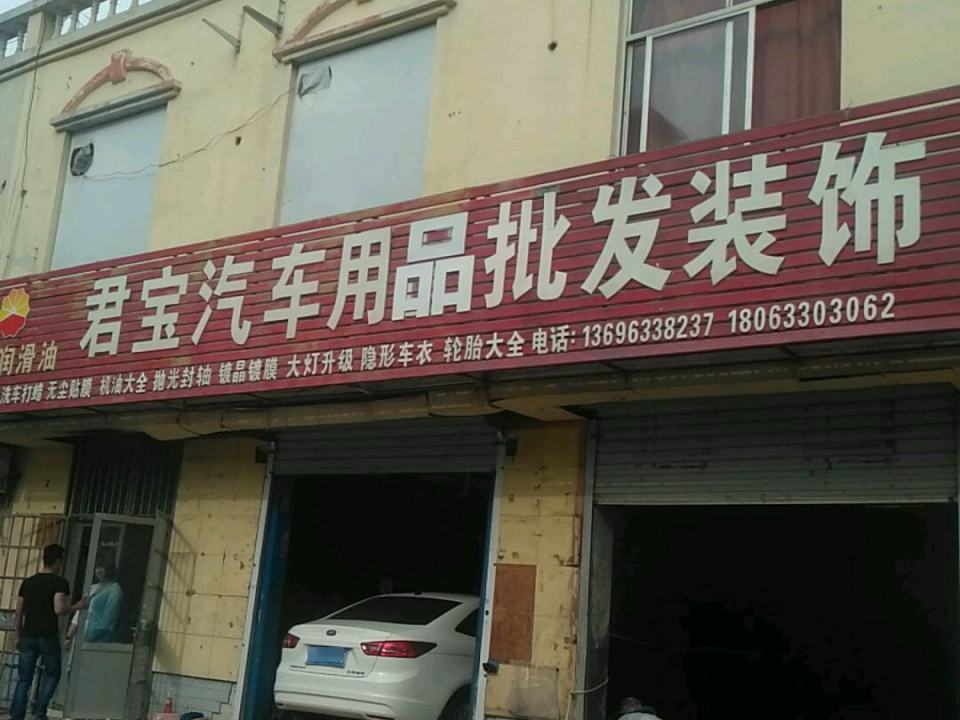 君宝汽车用品批发装饰
润滑油
洗车打蜡 无尘贴膜 机油大全 抛光封轴 镀晶镀膜 大灯升级 隐形车衣 轮胎大全 电话:13696338237 18063303062